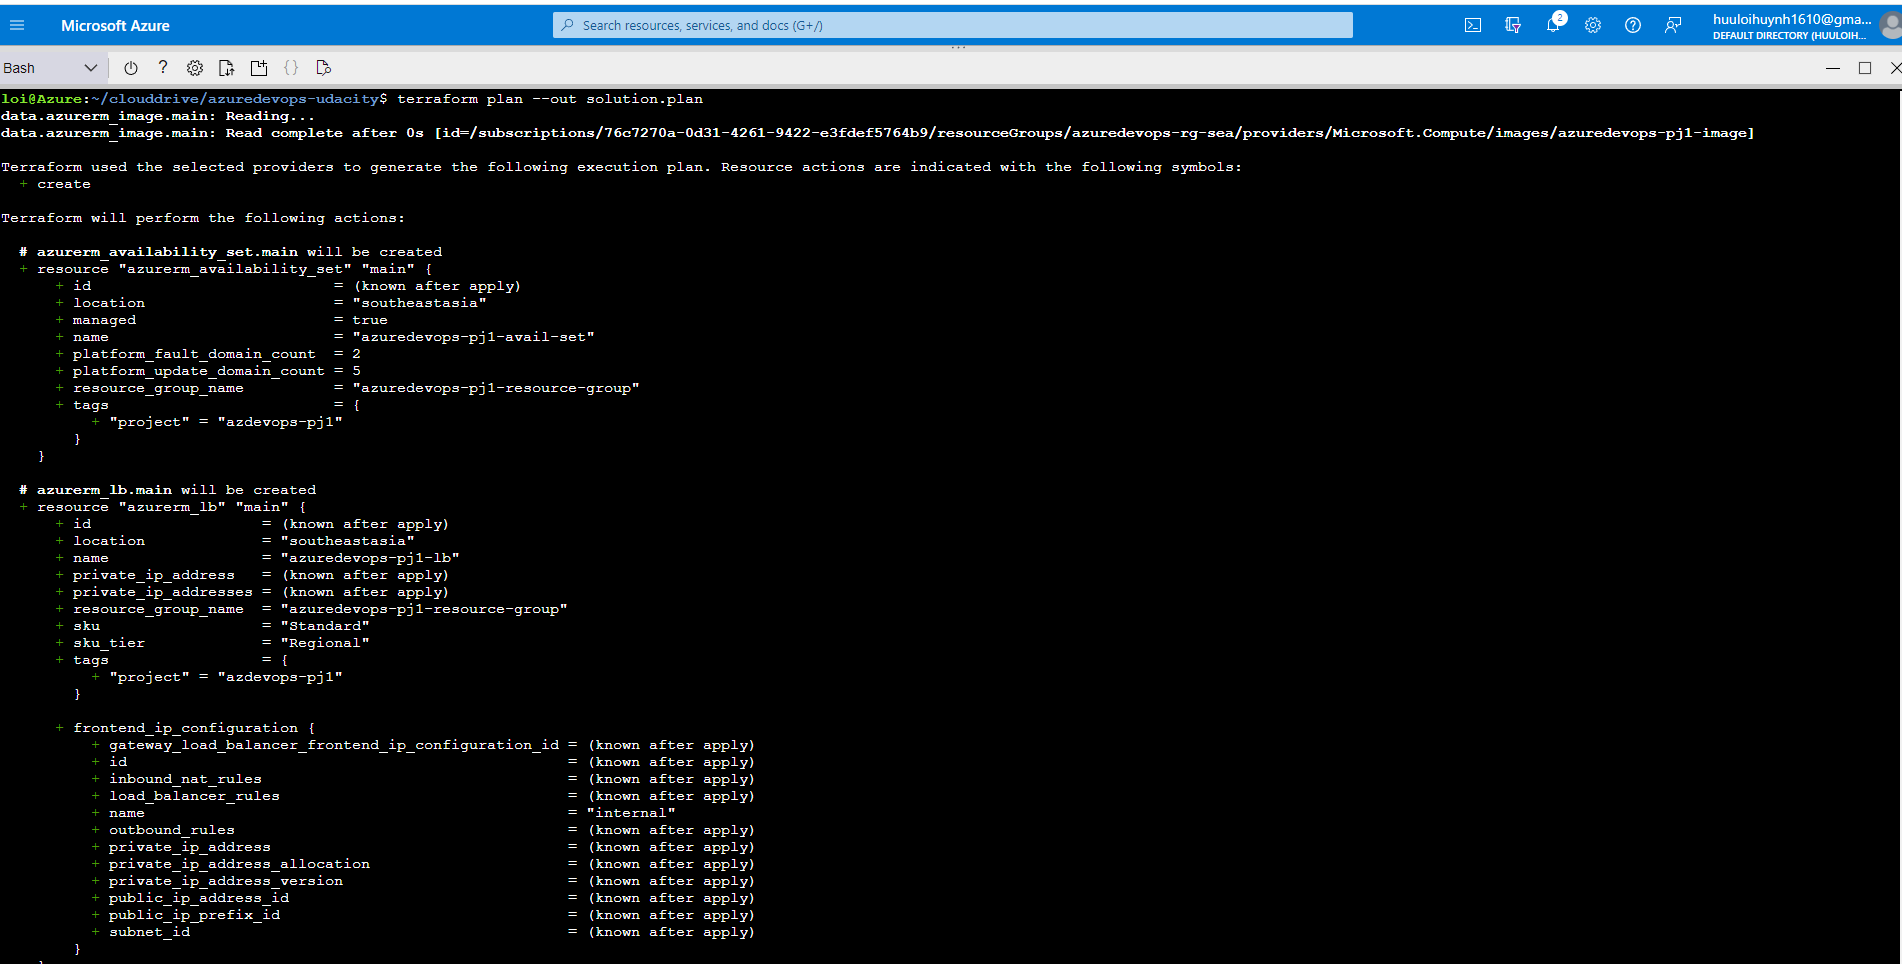 Microsoft Azure
Search resources, services, and docs (G+/)
2
huuloihuynh1610@gma...
DEFAULT DIRECTORY (HUULOIH...
Bash
loi@Azure:~/clouddrive/azuredevops-udacity$ terraform plan --out solution.plan
data.azurerm_image.main: Reading...
data.azurerm_image.main: Read complete after 0s [id=/subscriptions/76c7270a-0d31-4261-9422-e3fdef5764b9/resourceGroups/azuredevops-rg-sea/providers/Microsoft.Compute/images/azuredevops-pj1-image]
Terraform used the selected providers to generate the following execution plan. Resource actions are indicated with the following symbols:
+ create
Terraform will perform the following actions:
# azurerm_availability_set.main will be created
+ resource "azurerm_availability_set" "main" {
+ id = (known after apply)
+ location = "southeastasia"
+ managed = true
+ name = "azuredevops-pj1-avail-set"
+ platform_fault_domain_count = 2
+ platform_update_domain_count = 5
+ resource_group_name = "azuredevops-pj1-resource-group"
+ tags = {
+ "project" = "azdevops-pj1"
}
}
# azurerm_lb.main will be created
+ resource "azurerm_lb" "main" {
+ id = (known after apply)
+ location = "southeastasia"
+ name = "azuredevops-pj1-lb"
+ private_ip_address = (known after apply)
+ private_ip_addresses = (known after apply)
+ resource_group_name = "azuredevops-pj1-resource-group"
+ sku = "Standard"
+ sku_tier = "Regional"
+ tags = {
+ "project" = "azdevops-pj1"
}
+ frontend_ip_configuration {
+ gateway_load_balancer_frontend_ip_configuration_id = (known after apply)
+ id = (known after apply)
+ inbound_nat_rules = (known after apply)
+ load_balancer_rules = (known after apply)
+ name = "internal"
+ outbound_rules = (known after apply)
+ private_ip_address = (known after apply)
+ private_ip_address_allocation = (known after apply)
+ private_ip_address_version = (known after apply)
+ public_ip_address_id = (known after apply)
+ public_ip_prefix_id = (known after apply)
+ subnet_id = (known after apply)
}